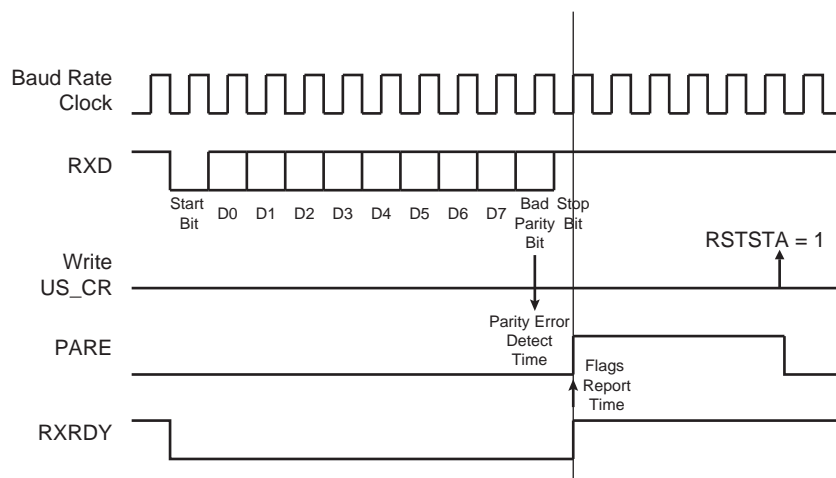 Baud Rate
Clock
RXD
Start
Bit
D0
D1
D2
D3
D4
D5
D6
D7
Bad
Parity
Bit
Stop
Bit
Write
US_CR
RSTSTA = 1
Parity Error
Detect
Time
PARE
Flags
Report
Time
RXRDY